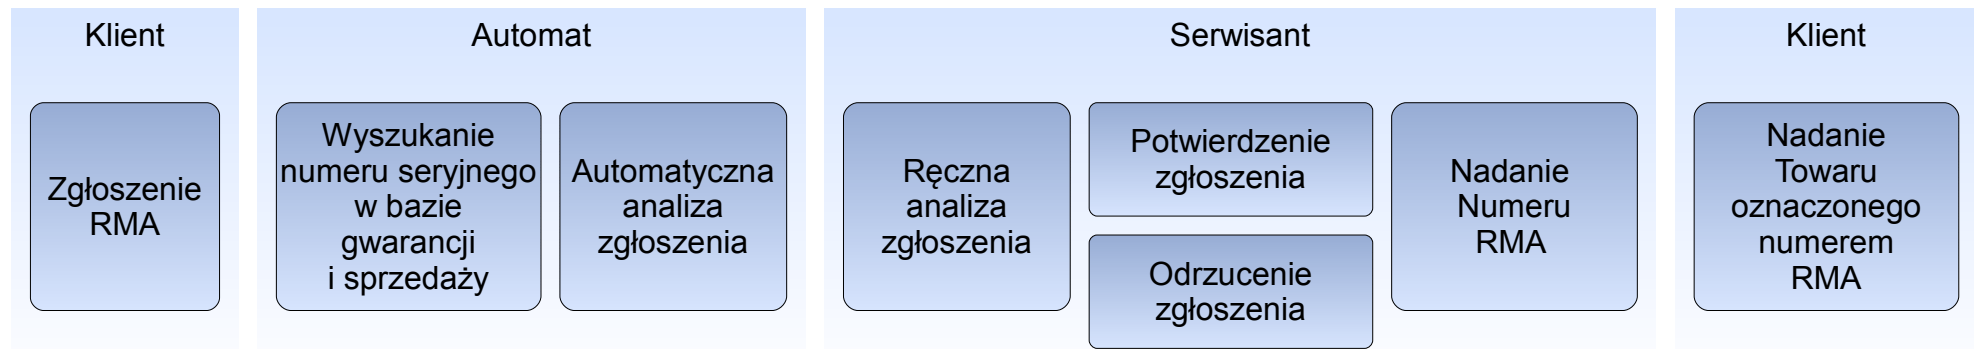 Klient
Zgłoszenie
RMA
Automat
Wyszukanie
numeru seryjnego
w bazie
gwarancji
i sprzedaży
Automatyczna
analiza
zgłoszenia
Serwisant
Ręczna
analiza
zgłoszenia
Potwierdzenie
zgłoszenia
Odrzucenie
zgłoszenia
Nadanie
Numeru
RMA
Klient
Nadanie
Towaru
oznaczonego
numerem
RMA